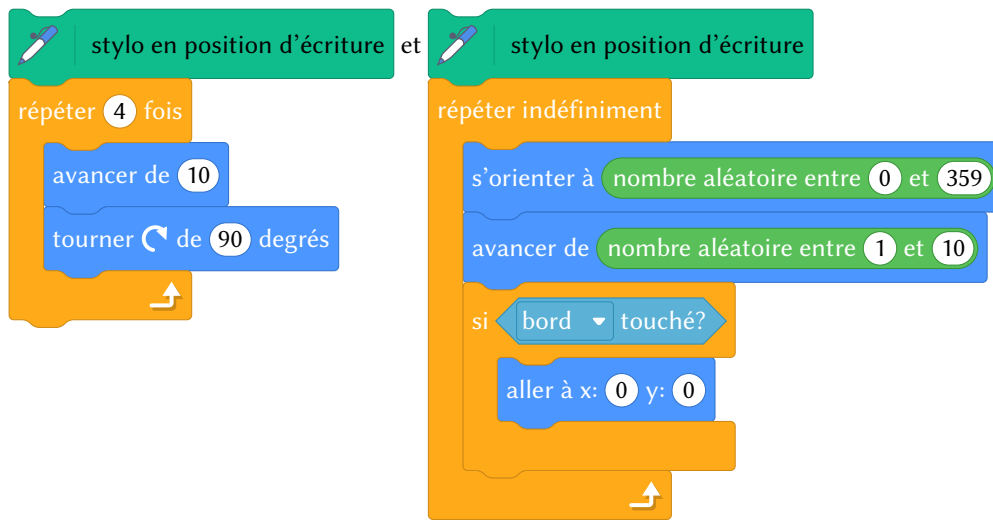 stylo en position d’écriture et stylo en position d’écriture
répéter 4 fois
avancer de 10
tourner de 90 degrés
répéter indéfiniment
s’orienter à nombre aléatoire entre 0 et 359
avancer de nombre aléatoire entre 1 et 10
si bord touché?
aller à x: 0 y: 0